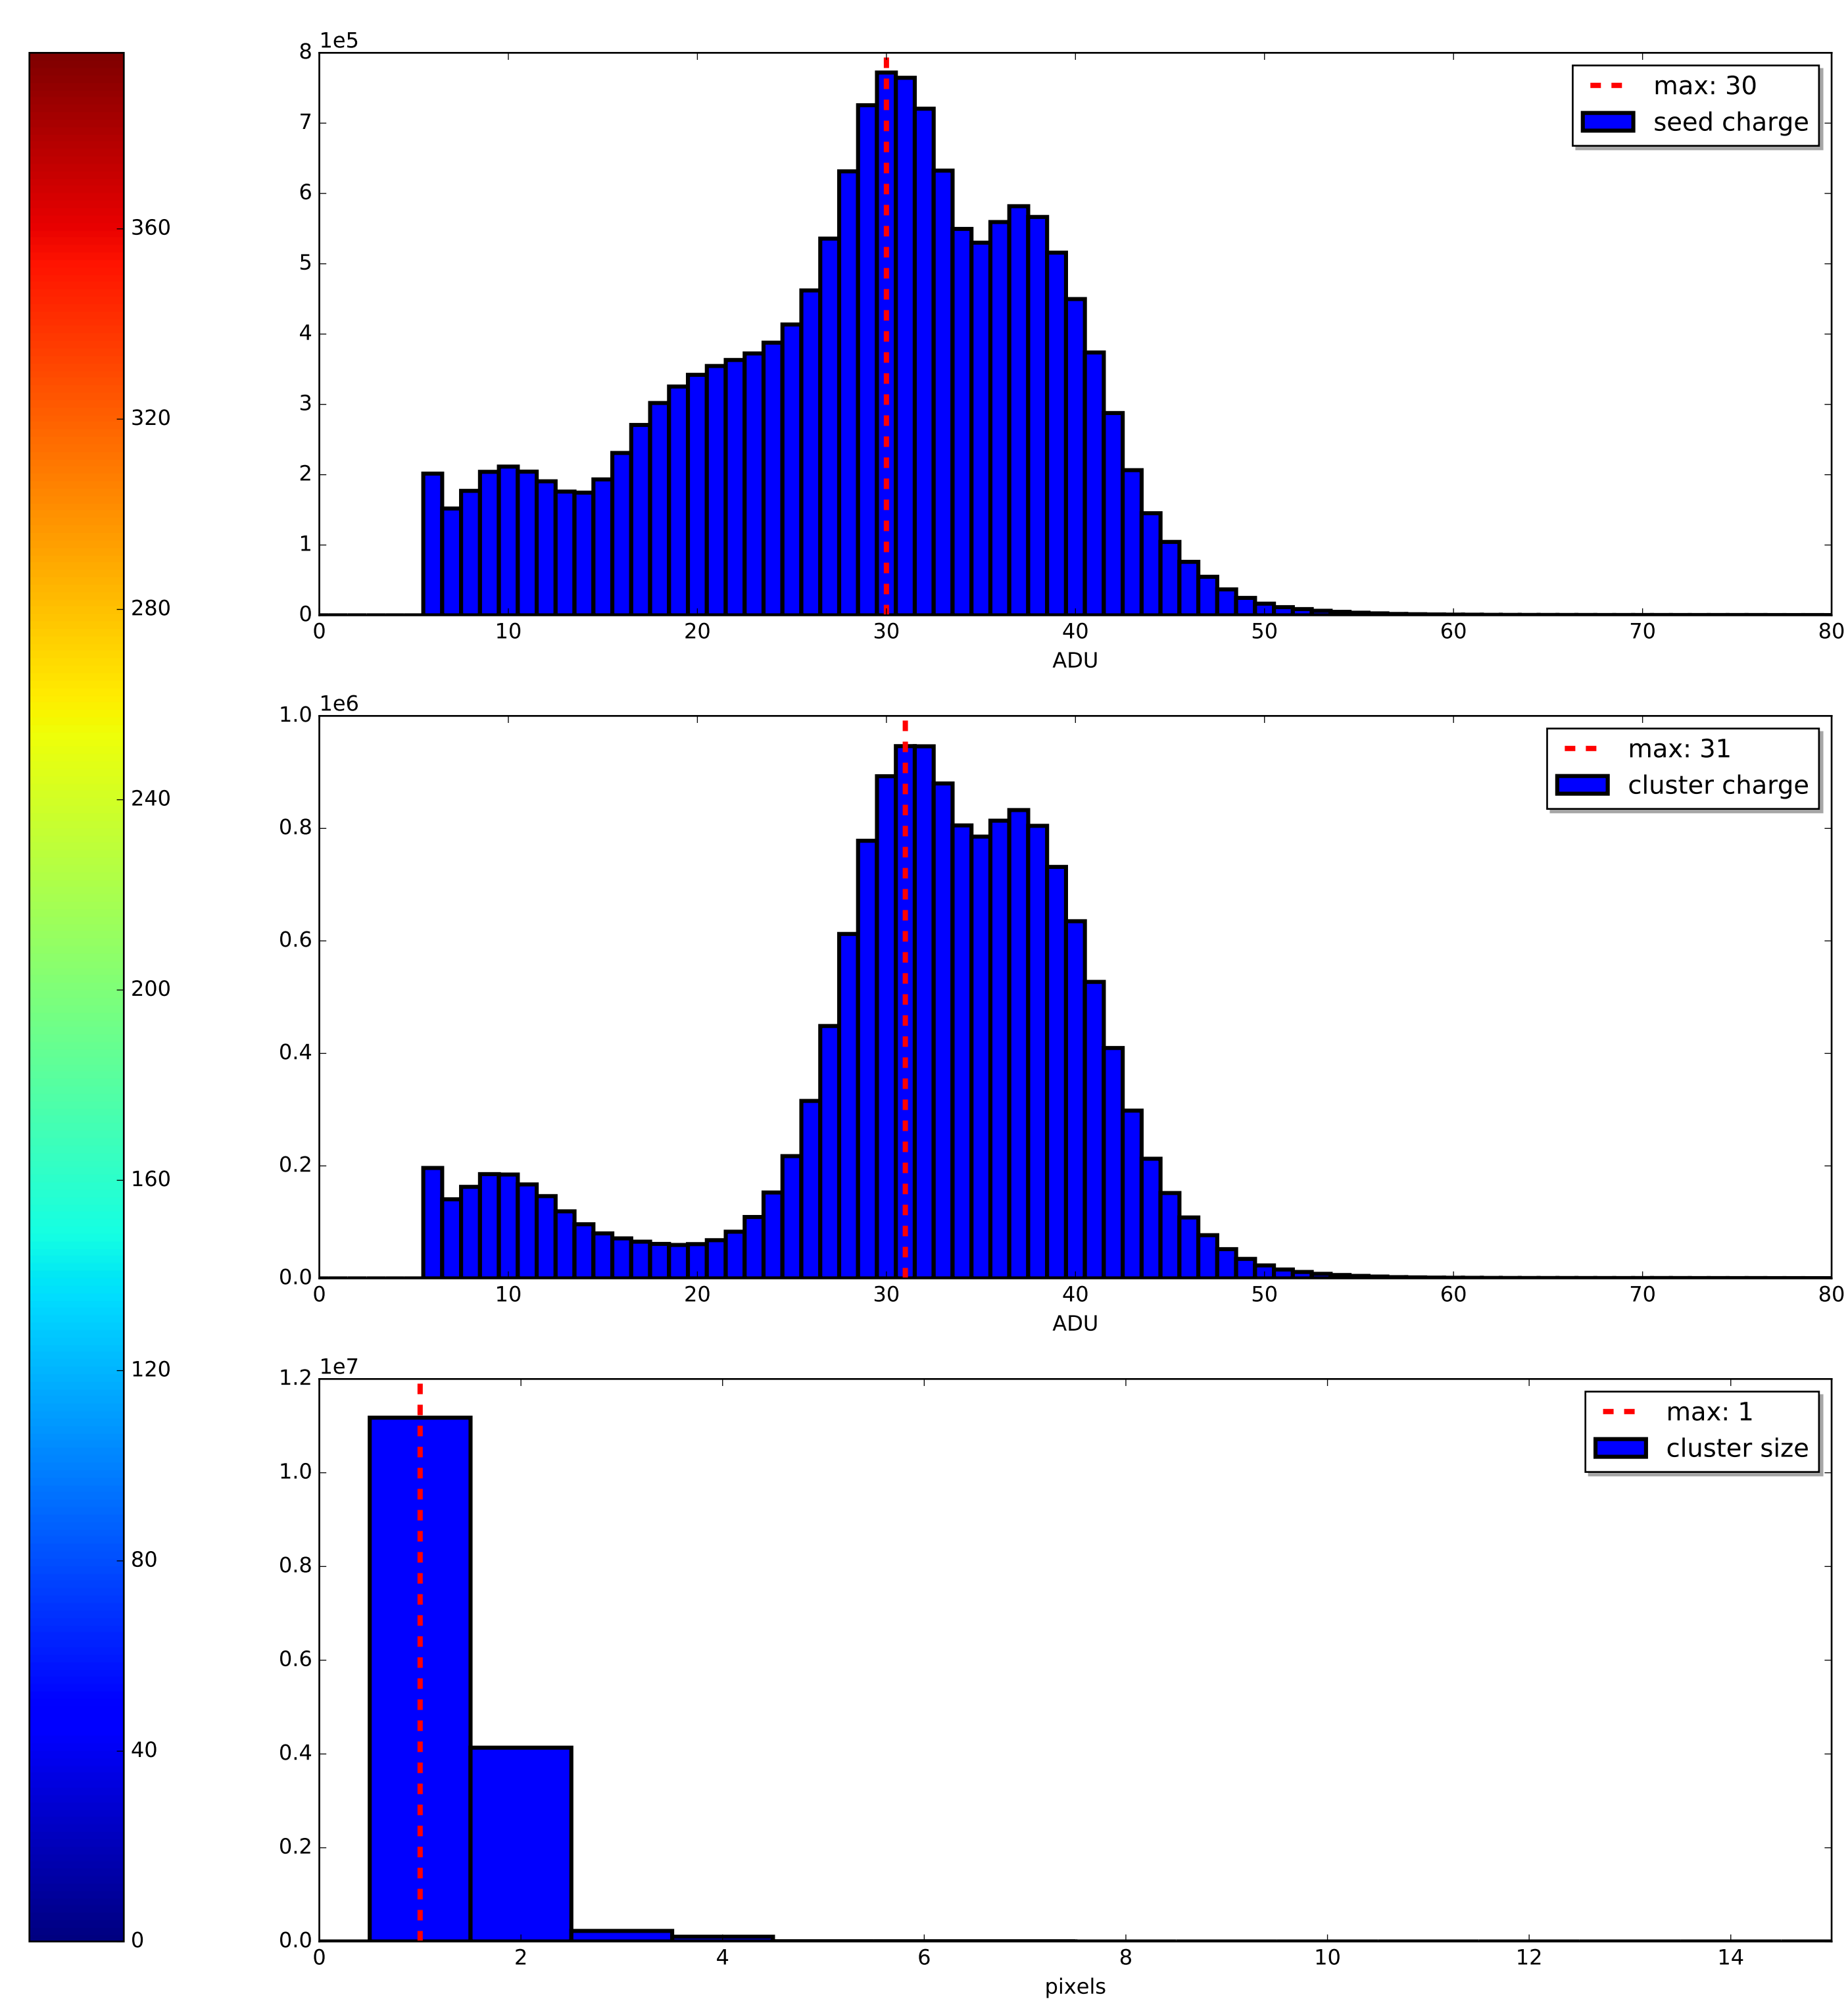 360
320
280
240
200
160
120
80
40
0
1e5
8
7
6
5
4
3
2
1
0
max: 30
seed charge
0 10 20 30 40 50 60 70 80
ADU
1e6
1.0
0.8
0.6
0.4
0.2
0.0
max: 31
cluster charge
0 10 20 30 40 50 60 70 80
ADU
1e7
1.2
1.0
0.8
0.6
0.4
0.2
0.0
max: 1
cluster size
0 2 4 6 8 10 12 14
pixels